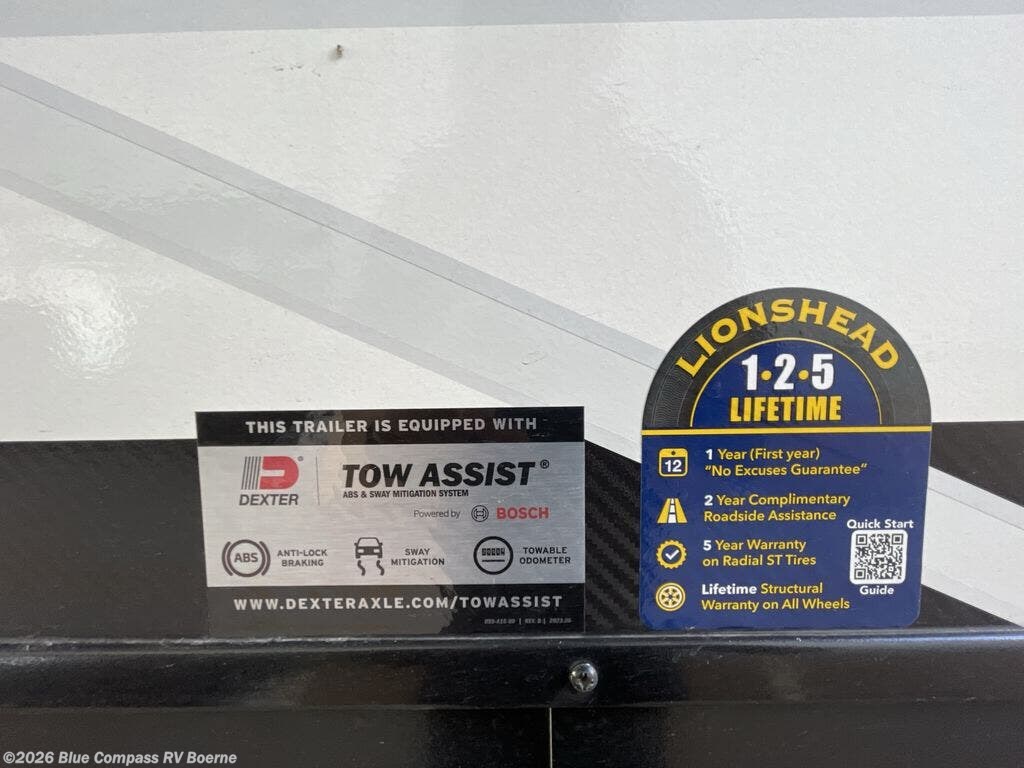 THIS TRAILER IS EQUIPPED WITH
DEXTER
TOW ASSIST®
ABS & SWAY MITIGATION SYSTEM
Powered by BOSCH
ABS
ANTI-LOCK
BRAKING
SWAY
MITIGATION
TOWABLE
ODOMETER
WWW.DEXTERAXLE.COM/TOWASSIST
LIONSHEAD
1•2•5
LIFETIME
12
1 Year (First year)
"No Excuses Guarantee"
2 Year Complimentary
Roadside Assistance
5 Year Warranty
on Radial ST Tires
Lifetime Structural
Warranty on All Wheels
Quick Start
Guide
©2026 Blue Compass RV Boerne